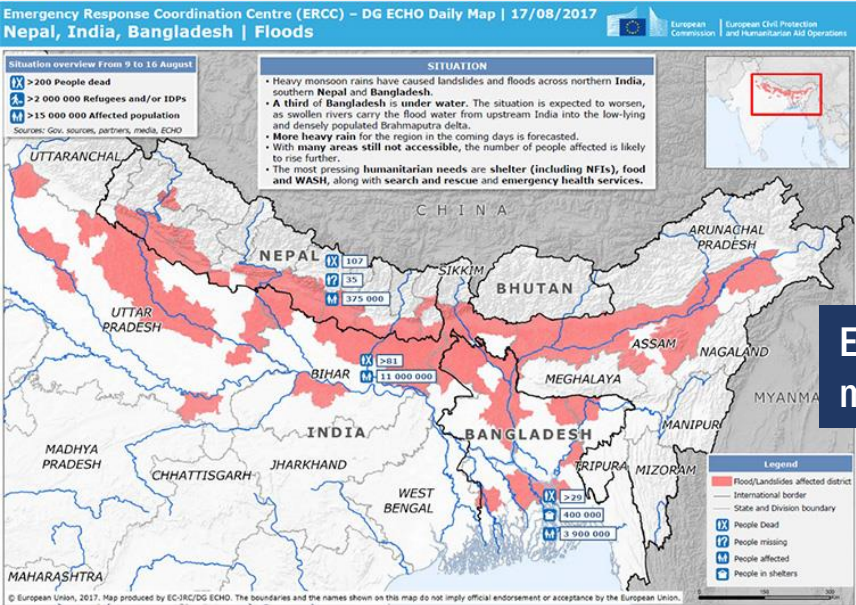 Emergency Response Coordination Centre (ERCC) – DG ECHO Daily Map | 17/08/2017
Nepal, India, Bangladesh | Floods
European
Commission
European Civil Protection
and Humanitarian Aid Operations
Situation overview From 9 to 16 August
>200 People dead
>2 000 000 Refugees and/or IDPs
>15 000 000 Affected population
Sources: Gov. sources, partners, media, ECHO
SITUATION
• Heavy monsoon rains have caused landslides and floods across northern India,
southern Nepal and Bangladesh.
• A third of Bangladesh is under water. The situation is expected to worsen,
as swollen rivers carry the flood water from upstream India into the low-lying
and densely populated Brahmaputra delta.
• More heavy rain for the region in the coming days is forecasted.
• With many areas still not accessible, the number of people affected is likely
to rise further.
• The most pressing humanitarian needs are shelter (including NFIs), food
and WASH, along with search and rescue and emergency health services.
UTTARANCHAL
CHINA
ARUNACHAL
PRADESH
NEPAL
107
35
375 000
SIKKIM
BHUTAN
UTTAR
PRADESH
ASSAM
NAGALAND
E
m
BIHAR
>81
11 000 000
MEGHALAYA
MYANMA
MANIPUR
INDIA
BANGLADESH
MADHYA
PRADESH
CHHATTISGARH
JHARKHAND
TRIPURA
MIZORAM
WEST
BENGAL
>29
400 000
3 900 000
MAHARASHTRA
Legend
Flood/Landslides affected district
International border
State and Division boundary
People Dead
People missing
People affected
People in shelters
© European Union, 2017. Map produced by EC-JRC/DG ECHO. The boundaries and the names shown on this map do not imply official endorsement or acceptance by the European Union.